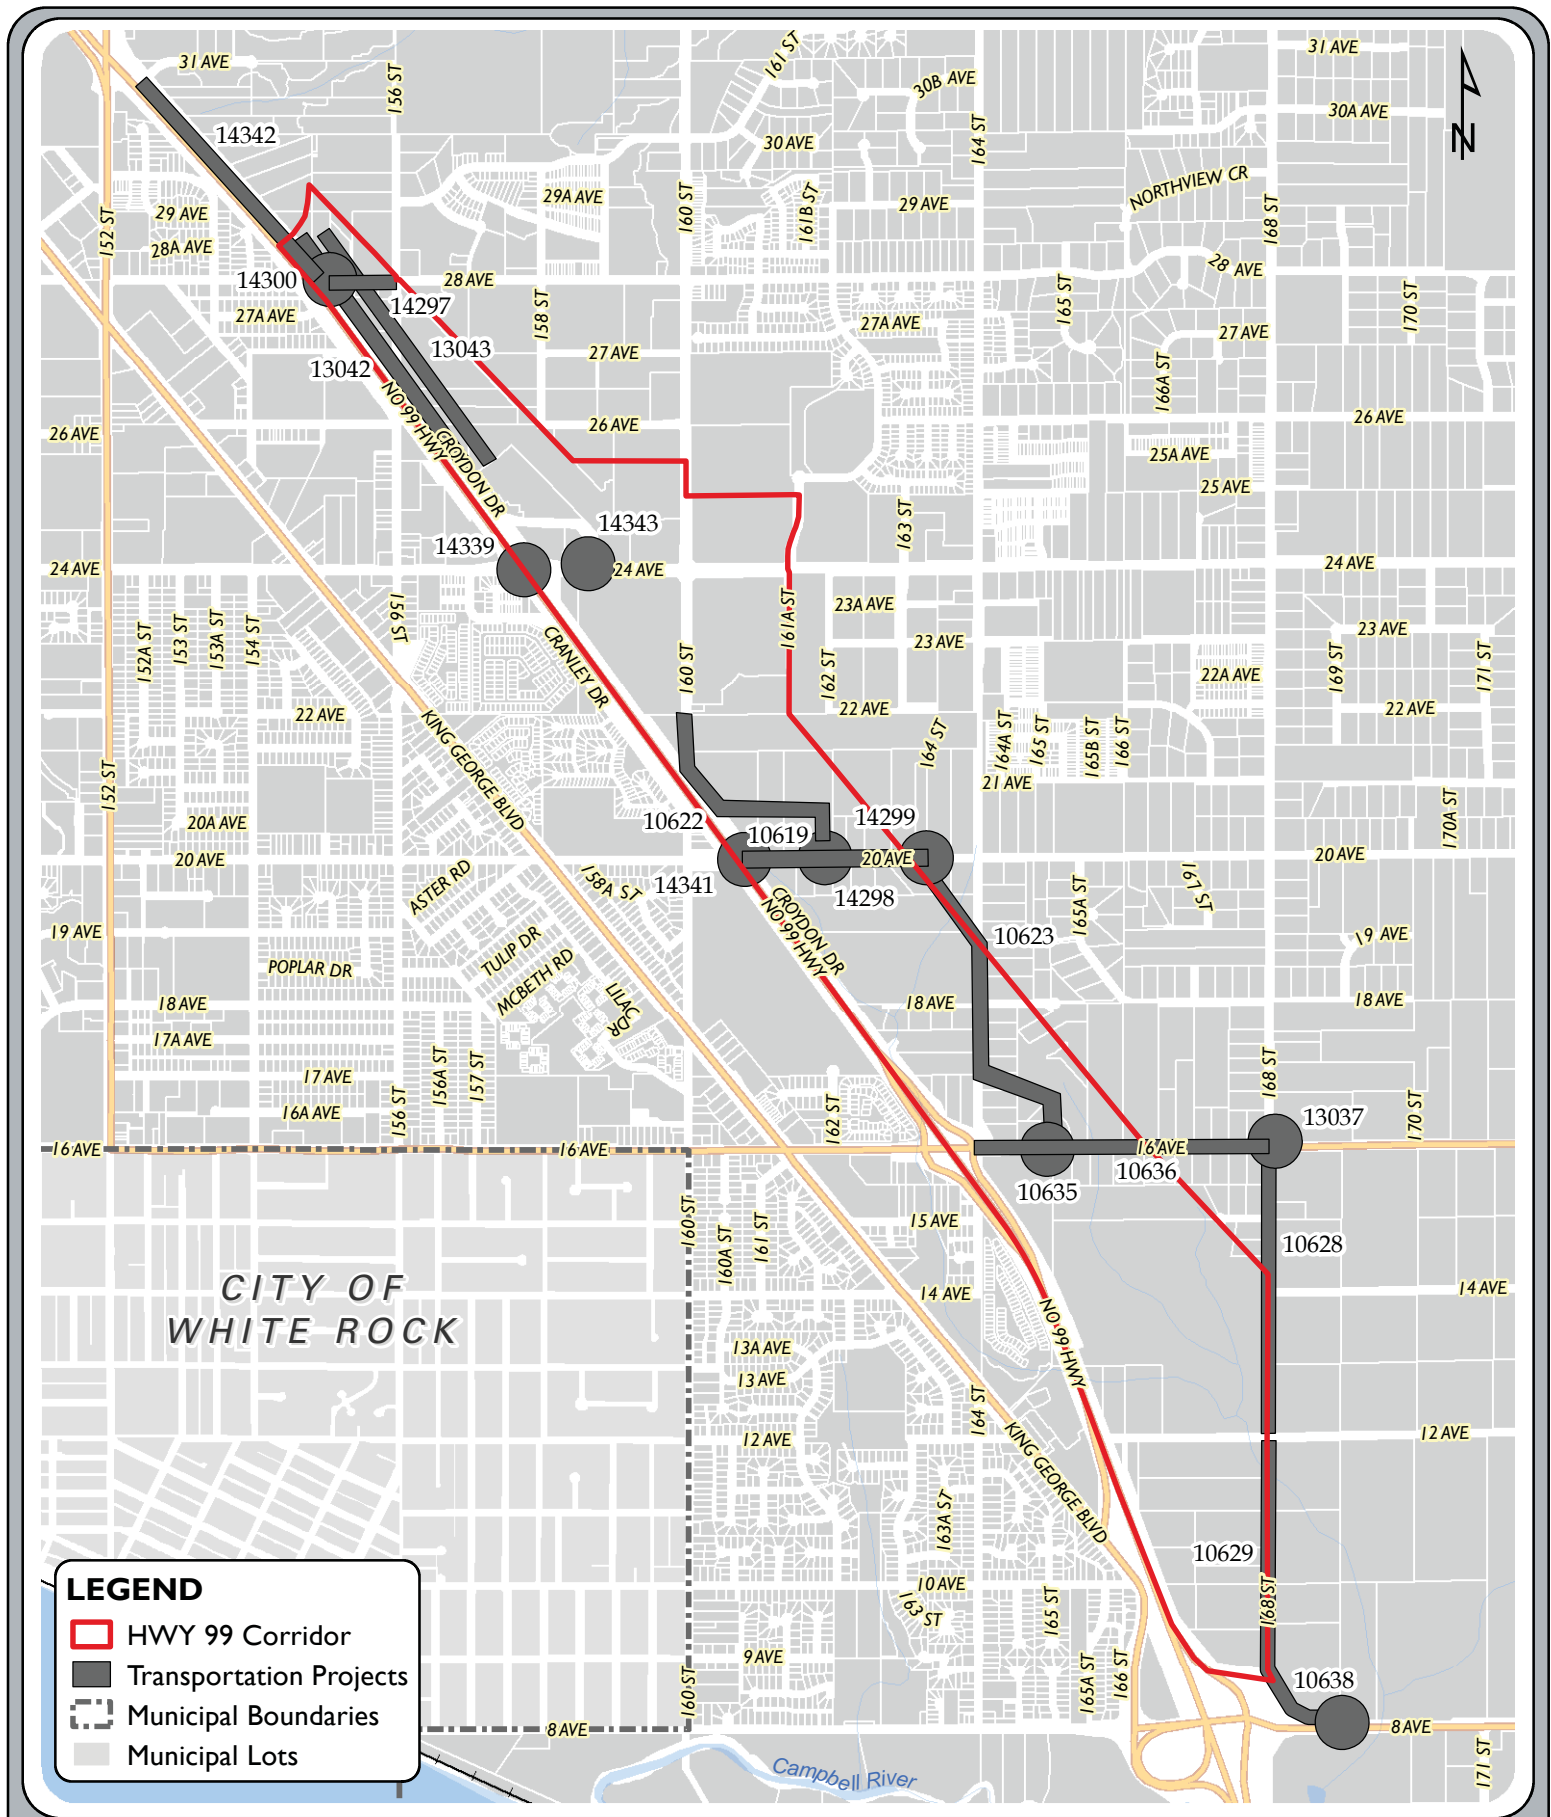 31 AVE
156 ST
161 ST
30B AVE
31 AVE
30A AVE
14342
30 AVE
164 ST
N
29A AVE
29 AVE
NORTHVIEW CR
152 ST
29 AVE
28A AVE
160 ST
161B ST
168 ST
14300
28 AVE
28 AVE
14297
27A AVE
158 ST
27A AVE
165 ST
27 AVE
170 ST
13043
27 AVE
13042
166A ST
NO 99 HWY
CROYDON DR
26 AVE
26 AVE
26 AVE
25A AVE
25 AVE
14343
14339
163 ST
24 AVE
24 AVE
24 AVE
156 ST
152A ST
153 ST
153A ST
154 ST
161A ST
23A AVE
23 AVE
23 AVE
CRANLEY DR
160 ST
162 ST
22A AVE
169 ST
171 ST
22 AVE
22 AVE
22 AVE
KING GEORGE BLVD
164 ST
164A ST
165 ST
165B ST
166 ST
21 AVE
152 ST
20A AVE
10622
10619
14299
170A ST
20 AVE
20 AVE
20 AVE
14341
14298
ASTER RD
158A ST
165A ST
167 ST
CROYDON DR
NO 99 HWY
10623
19 AVE
19 AVE
TULIP DR
POPLAR DR
MCBETH RD
LILAC DR
18 AVE
18 AVE
18 AVE
17A AVE
17 AVE
156A ST
157 ST
168 ST
16A AVE
156 ST
162 ST
170 ST
13037
16 AVE
16 AVE
16 AVE
10636
10635
160 ST
160A ST
161 ST
15 AVE
10628
CITY OF
WHITE ROCK
14 AVE
14 AVE
NO 99 HWY
13A AVE
13 AVE
164 ST
12 AVE
12 AVE
KING GEORGE BLVD
163A ST
10629
10 AVE
163 ST
165 ST
168 ST
9 AVE
160 ST
165A ST
166 ST
10638
8 AVE
8 AVE
171 ST
Campbell River
LEGEND
HWY 99 Corridor
Transportation Projects
Municipal Boundaries
Municipal Lots